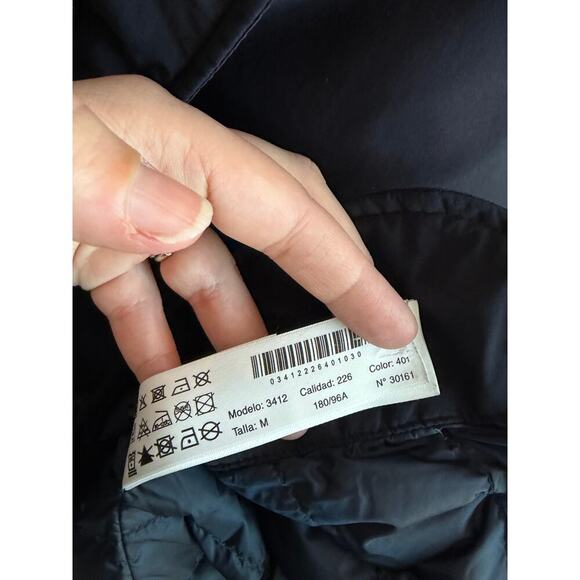 03412226401030
Modelo: 3412 Calidad: 226 Color: 401
Talla: M 180/96A Nº 30161